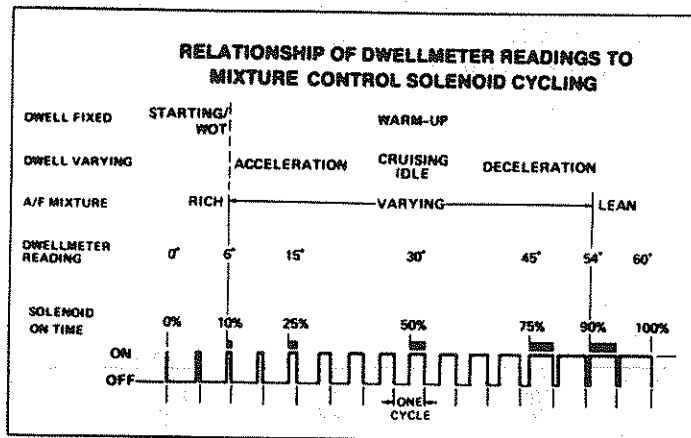 RELATIONSHIP OF DWELLMETER READINGS TO
MIXTURE CONTROL SOLENOID CYCLING
DWELL FIXED STARTING/ WARM-UP
WOT
DWELL VARYING ACCELERATION CRUISING DECELERATION
IDLE
A/F MIXTURE RICH VARYING LEAN
DWELLMETER
READING 0° 6° 15° 30° 45° 54° 60°
SOLENOID
ON TIME 0% 10% 25% 50% 75% 90% 100%
ON
OFF
ONE
CYCLE